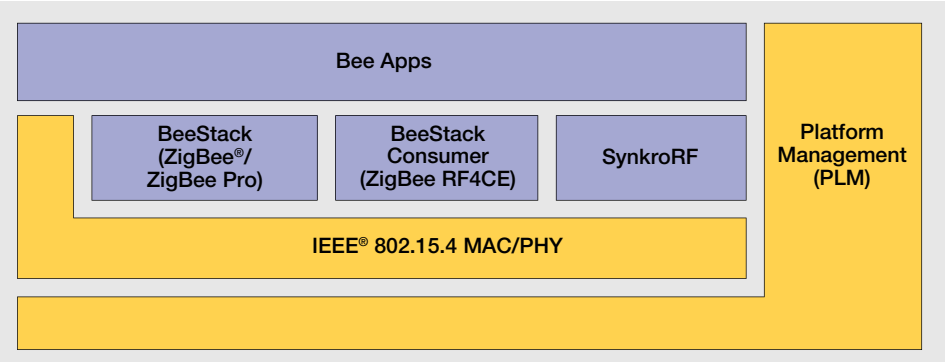 Bee Apps
BeeStack
(ZigBee®/
ZigBee Pro)
BeeStack
Consumer
(ZigBee RF4CE)
SynkroRF
Platform
Management
(PLM)
IEEE® 802.15.4 MAC/PHY